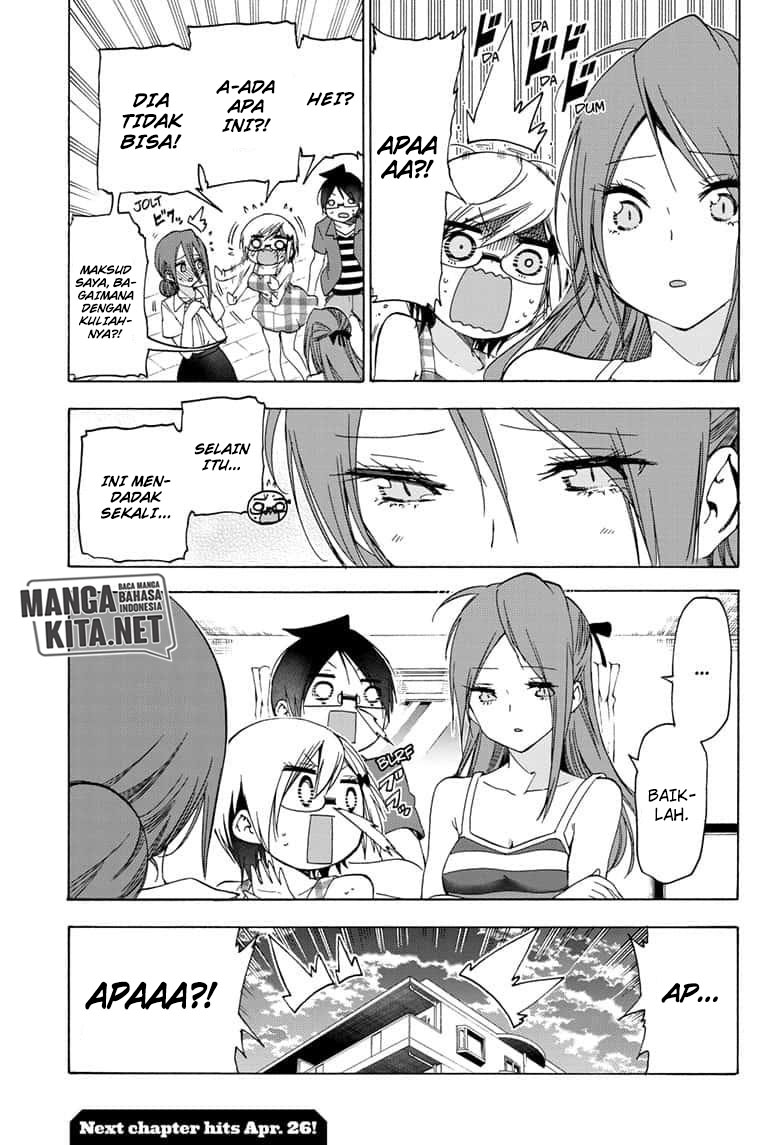 DA
DA
DA
DA
DUM
APAA
AA?!
HEI?
A-ADA
APA
INI?!
DIA
TIDAK
BISA!
JOLT
MAKSUD
SAYA, BA-
GAIMANA
DENGAN
KULIAH-
NYA?!
SELAIN
ITU...
INI MEN-
DADAK
SEKALI...
MANGA
KITA.NET
BACA MANGA
BAHASA
INDONESIA
...
BAIK-
LAH.
BLRF
AP...
APAAA?!
Next chapter hits Apr. 26!